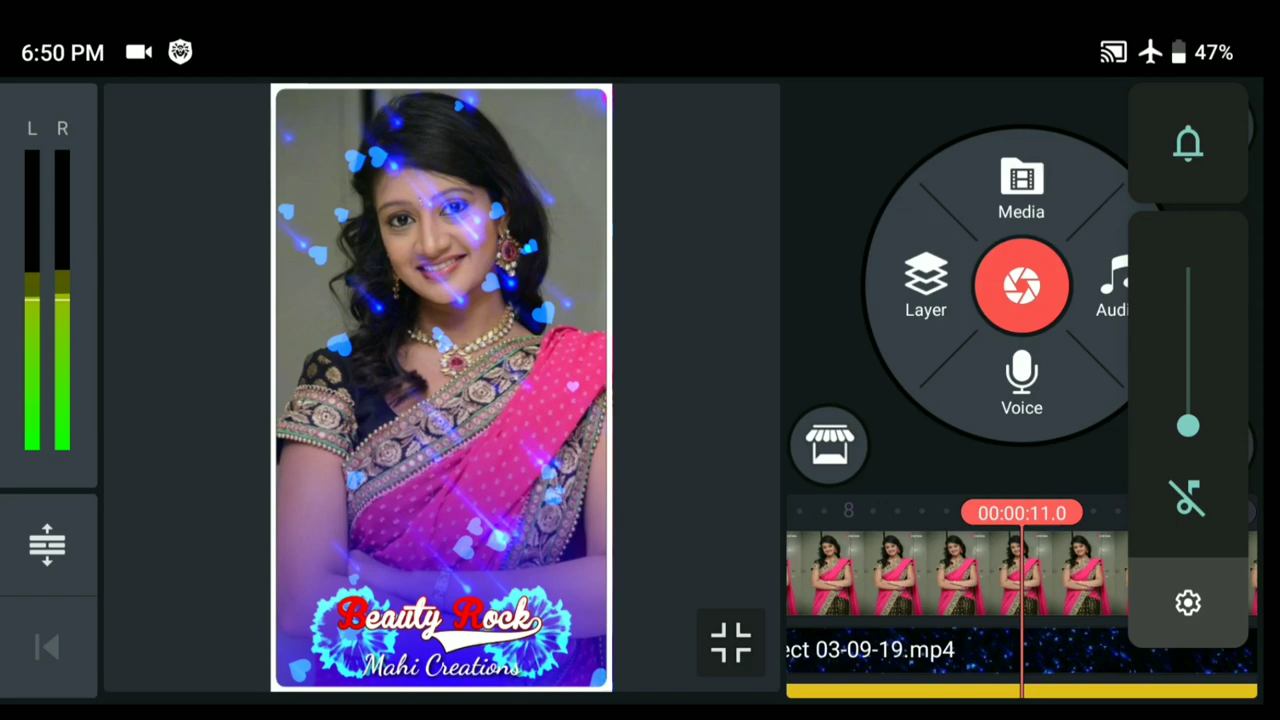 6:50 PM
47%
L R
Media
Layer
Audi
Voice
8
00:00:11.0
ect 03-09-19.mp4
Beauty Rock
Mahi Creations